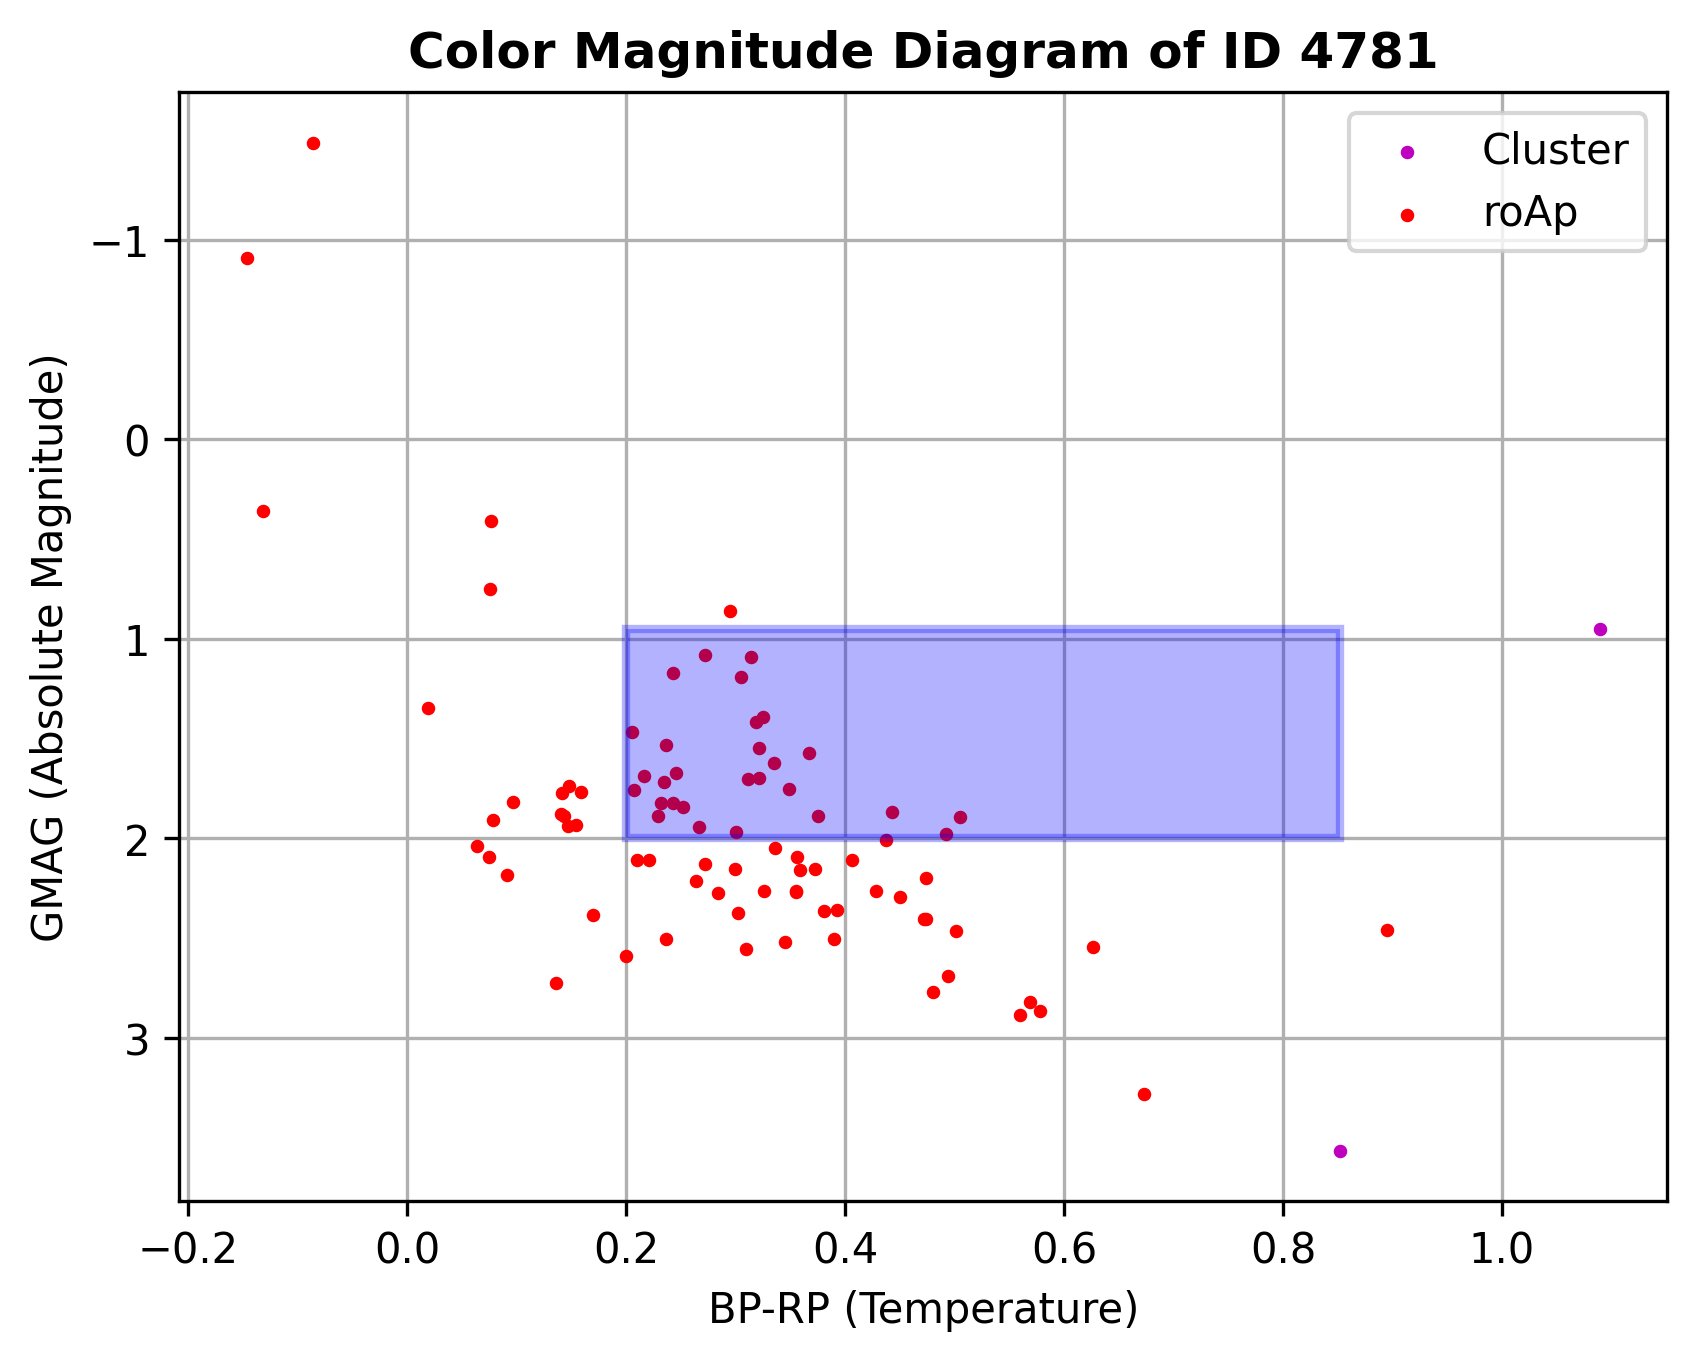 Color Magnitude Diagram of ID 4781
Cluster
roAp
−1
0
1
2
3
GMAG (Absolute Magnitude)
−0.2 0.0 0.2 0.4 0.6 0.8 1.0
BP-RP (Temperature)